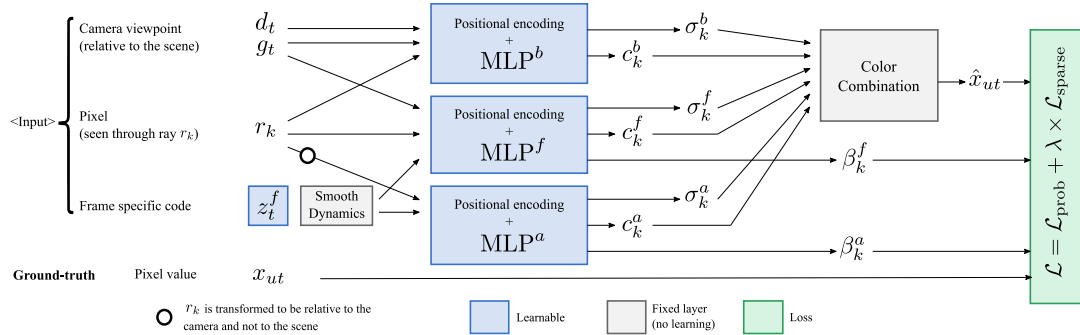 <Input>
Camera viewpoint
(relative to the scene)
Pixel
(seen through ray r_k)
Frame specific code
d_t
g_t
r_k
z_t^f
Smooth
Dynamics
Positional encoding
+
MLP^b
Positional encoding
+
MLP^f
Positional encoding
+
MLP^a
σ_k^b
c_k^b
σ_k^f
c_k^f
β_k^f
σ_k^a
c_k^a
β_k^a
Color
Combination
x̂_{ut}
ℒ = ℒ_prob + λ × ℒ_sparse
Ground-truth
Pixel value
x_{ut}
r_k is transformed to be relative to the
camera and not to the scene
Learnable
Fixed layer
(no learning)
Loss